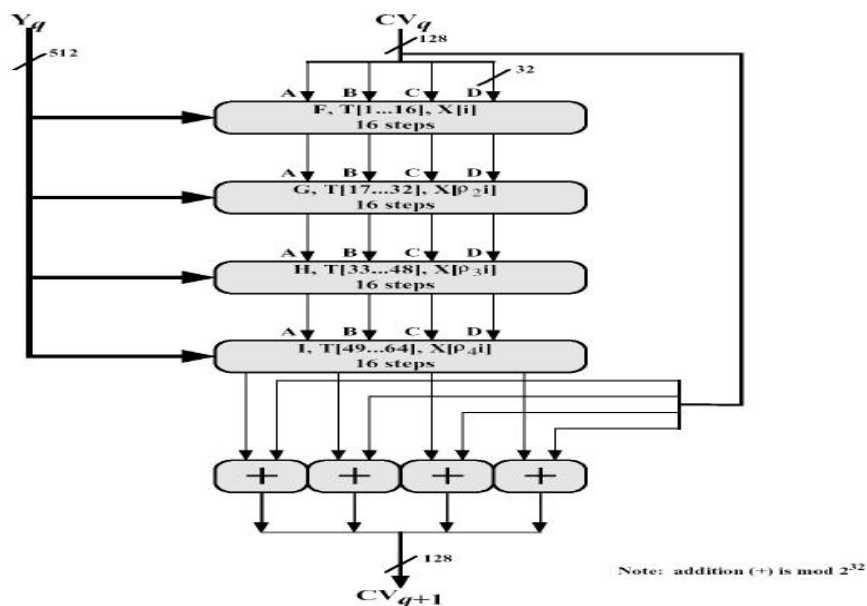 Yq CVq
512 128
32
A B C D
F, T[1...16], X[i]
16 steps
A B C D
G, T[17...32], X[ρ2i]
16 steps
A B C D
H, T[33...48], X[ρ3i]
16 steps
A B C D
I, T[49...64], X[ρ4i]
16 steps
+ + + +
128
Note: addition (+) is mod 2^32
CVq+1